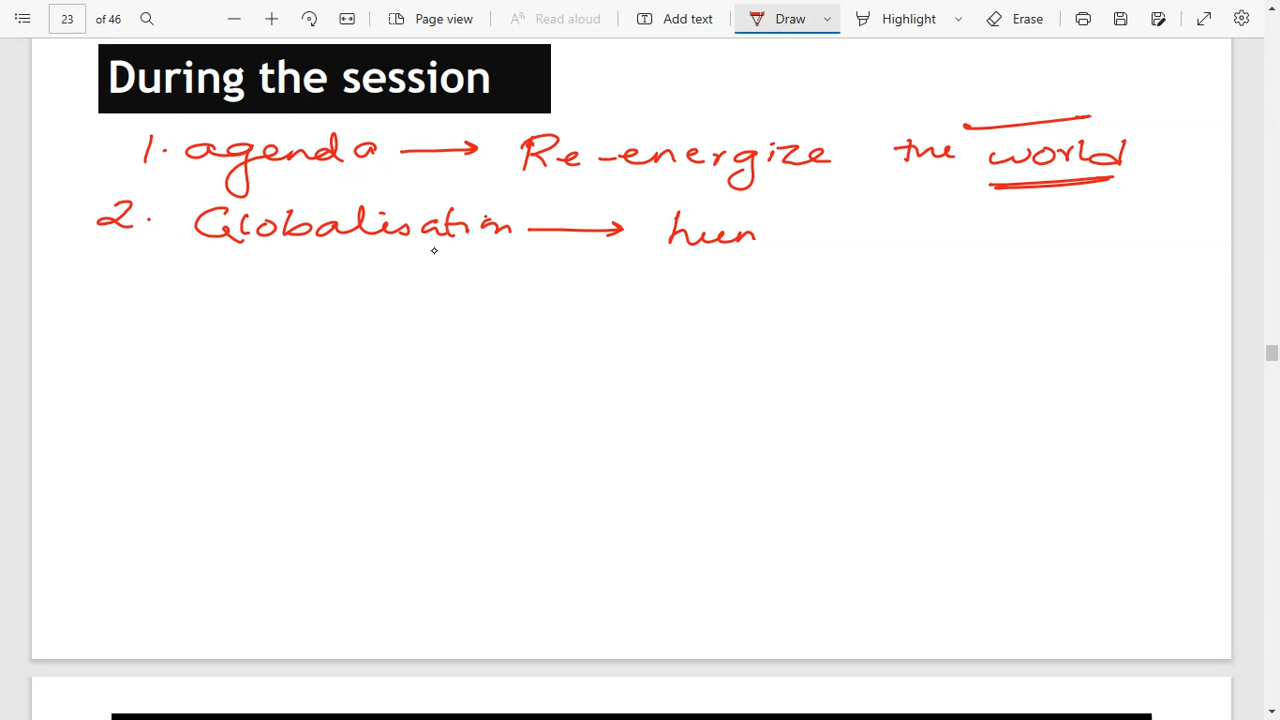 23 of 46 Page view Read aloud Add text Draw Highlight Erase
During the session
1. agenda → Re-energize the world
2. Globalisation → hun